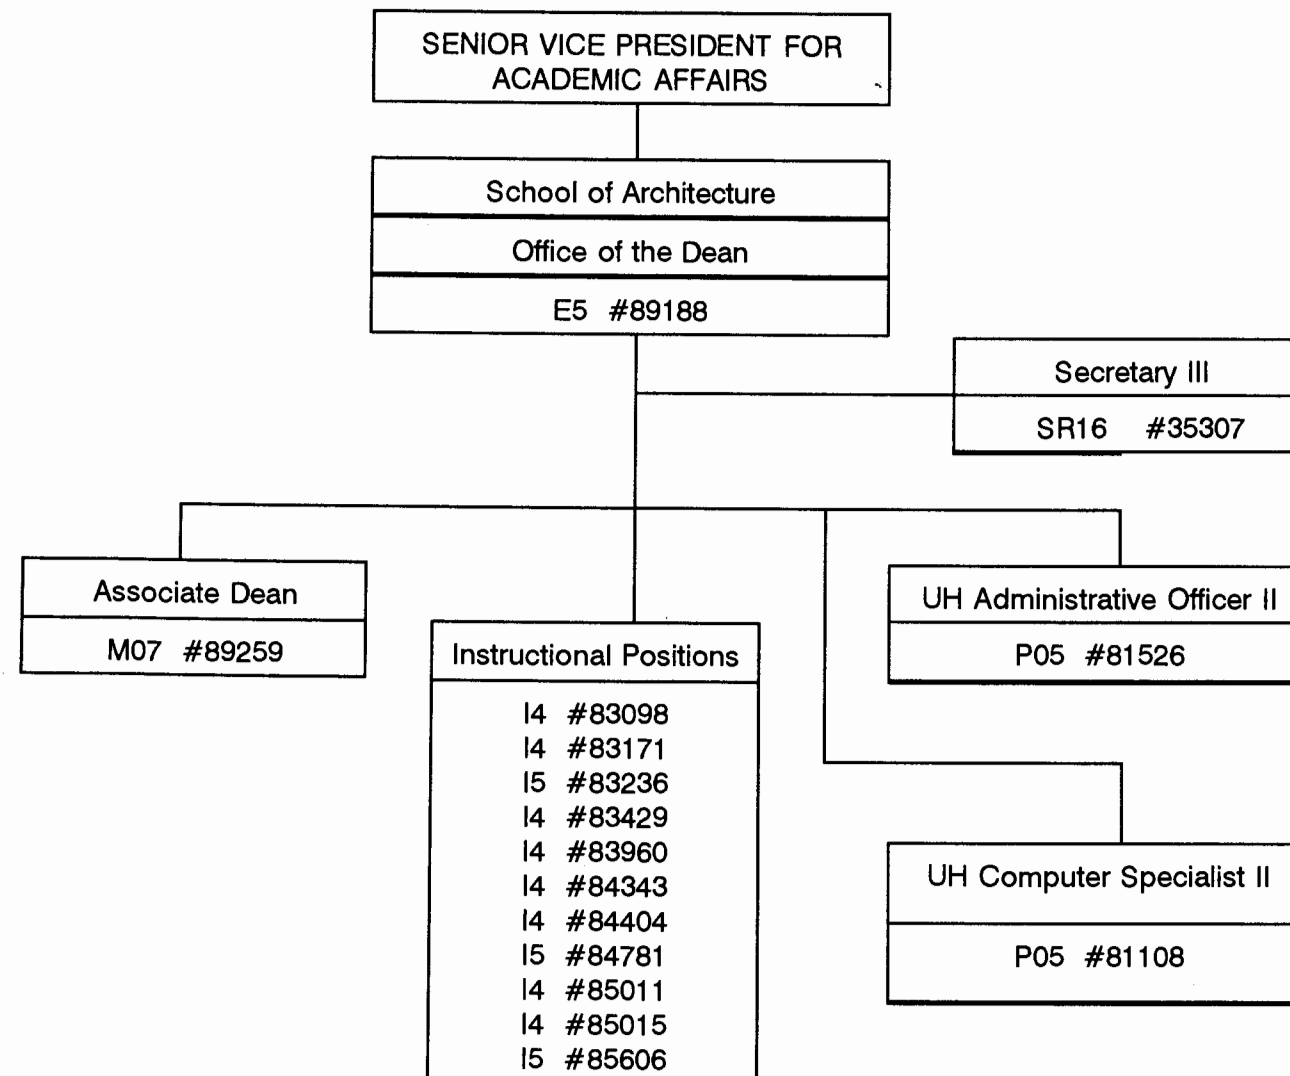 SENIOR VICE PRESIDENT FOR
ACADEMIC AFFAIRS
School of Architecture
Office of the Dean
E5 #89188
Secretary III
SR16 #35307
Associate Dean
M07 #89259
Instructional Positions
I4 #83098
I4 #83171
I5 #83236
I4 #83429
I4 #83960
I4 #84343
I4 #84404
I5 #84781
I4 #85011
I4 #85015
I5 #85606
UH Administrative Officer II
P05 #81526
UH Computer Specialist II
P05 #81108